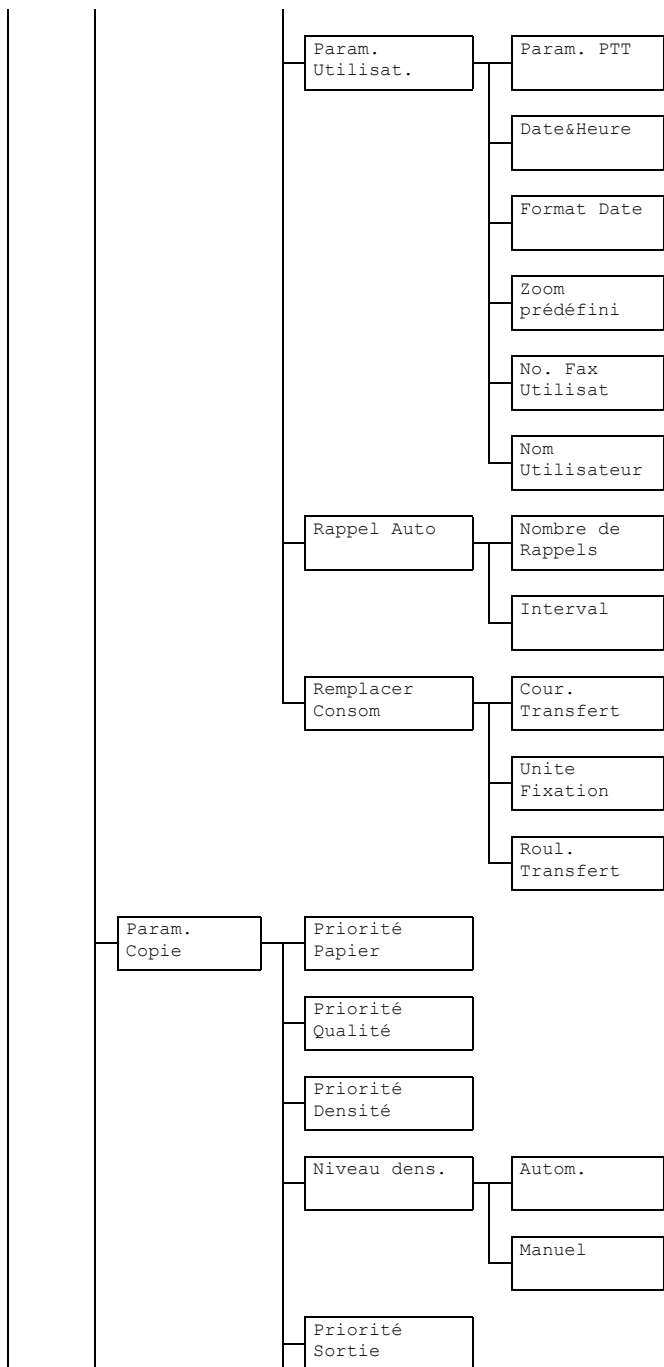 Param.
Utilisat.
Param. PTT
Date&Heure
Format Date
Zoom
prédéfini
No. Fax
Utilisat
Nom
Utilisateur
Rappel Auto
Nombre de
Rappels
Interval
Remplacer
Consom
Cour.
Transfert
Unite
Fixation
Roul.
Transfert
Param.
Copie
Priorité
Papier
Priorité
Qualité
Priorité
Densité
Niveau dens.
Autom.
Manuel
Priorité
Sortie